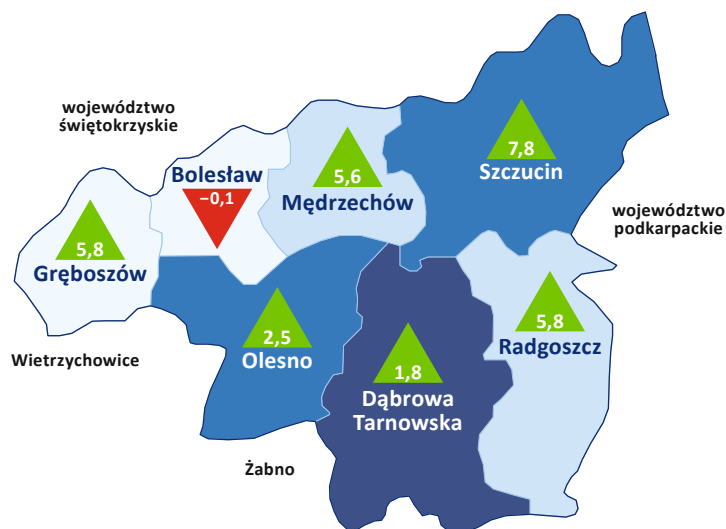 województwo
świętokrzyskie
7,8
Szczucin
Bolesław
−0,1
5,6
Mędrzechów
województwo
podkarpackie
5,8
Gręboszów
5,8
Radgoszcz
2,5
Olesno
Wietrzychowice
1,8
Dąbrowa
Tarnowska
Żabno